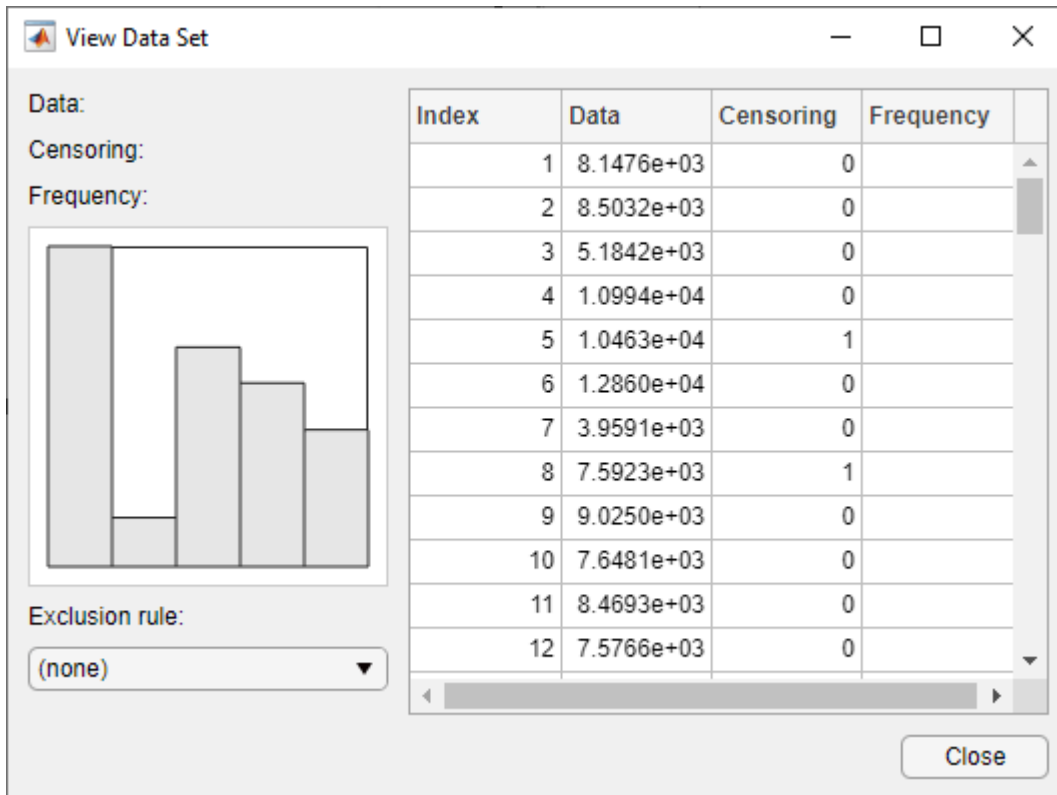 View Data Set
Data:
Censoring:
Frequency:
Exclusion rule:
(none)
Index Data Censoring Frequency
1 8.1476e+03 0
2 8.5032e+03 0
3 5.1842e+03 0
4 1.0994e+04 0
5 1.0463e+04 1
6 1.2860e+04 0
7 3.9591e+03 0
8 7.5923e+03 1
9 9.0250e+03 0
10 7.6481e+03 0
11 8.4693e+03 0
12 7.5766e+03 0
Close